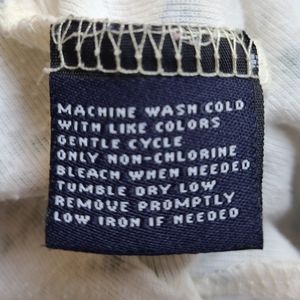 MACHINE WASH COLD
WITH LIKE COLORS
GENTLE CYCLE
ONLY NON-CHLORINE
BLEACH WHEN NEEDED
TUMBLE DRY LOW
REMOVE PROMPTLY
LOW IRON IF NEEDED